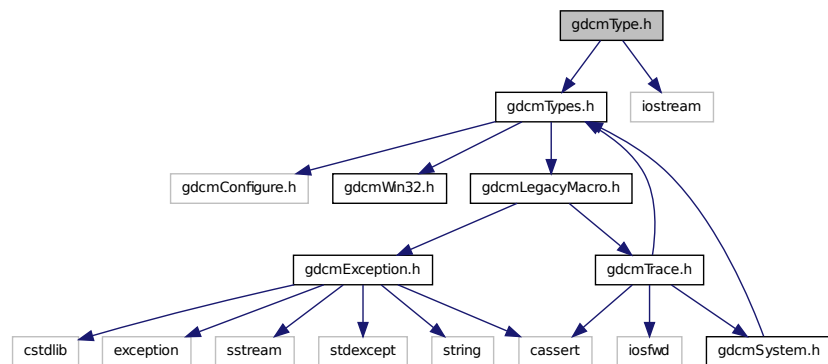 gdcmType.h
gdcmTypes.h
iostream
gdcmConfigure.h
gdcmWin32.h
gdcmLegacyMacro.h
gdcmException.h
gdcmTrace.h
cstdlib
exception
sstream
stdexcept
string
cassert
iosfwd
gdcmSystem.h